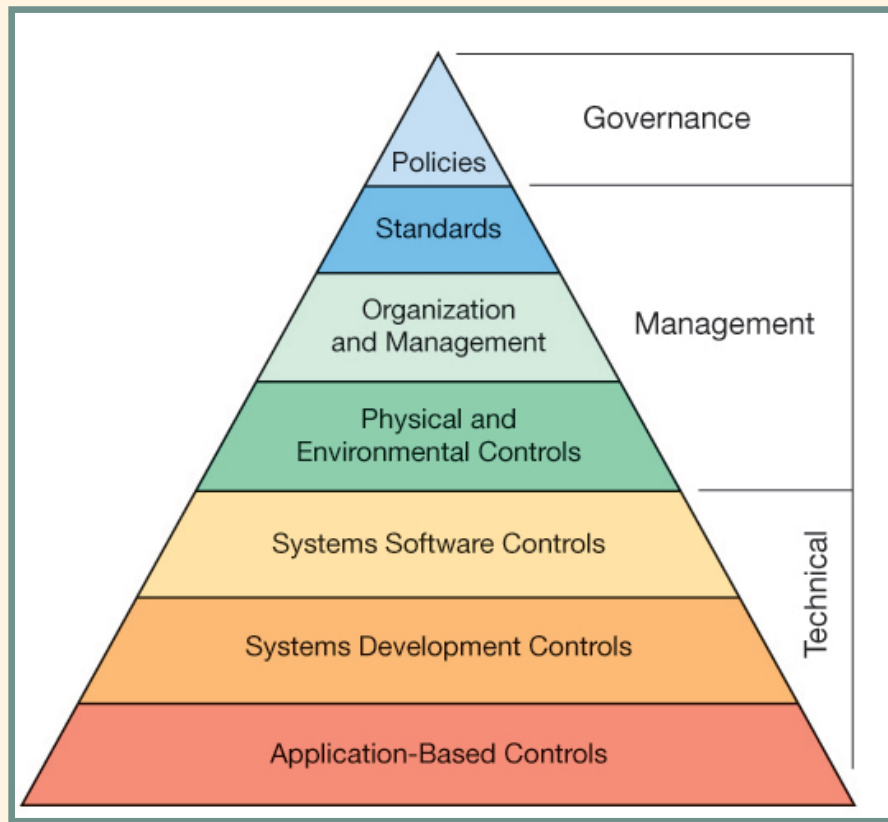 Governance
Policies
Standards
Organization
and Management
Management
Physical and
Environmental Controls
Systems Software Controls
Technical
Systems Development Controls
Application-Based Controls